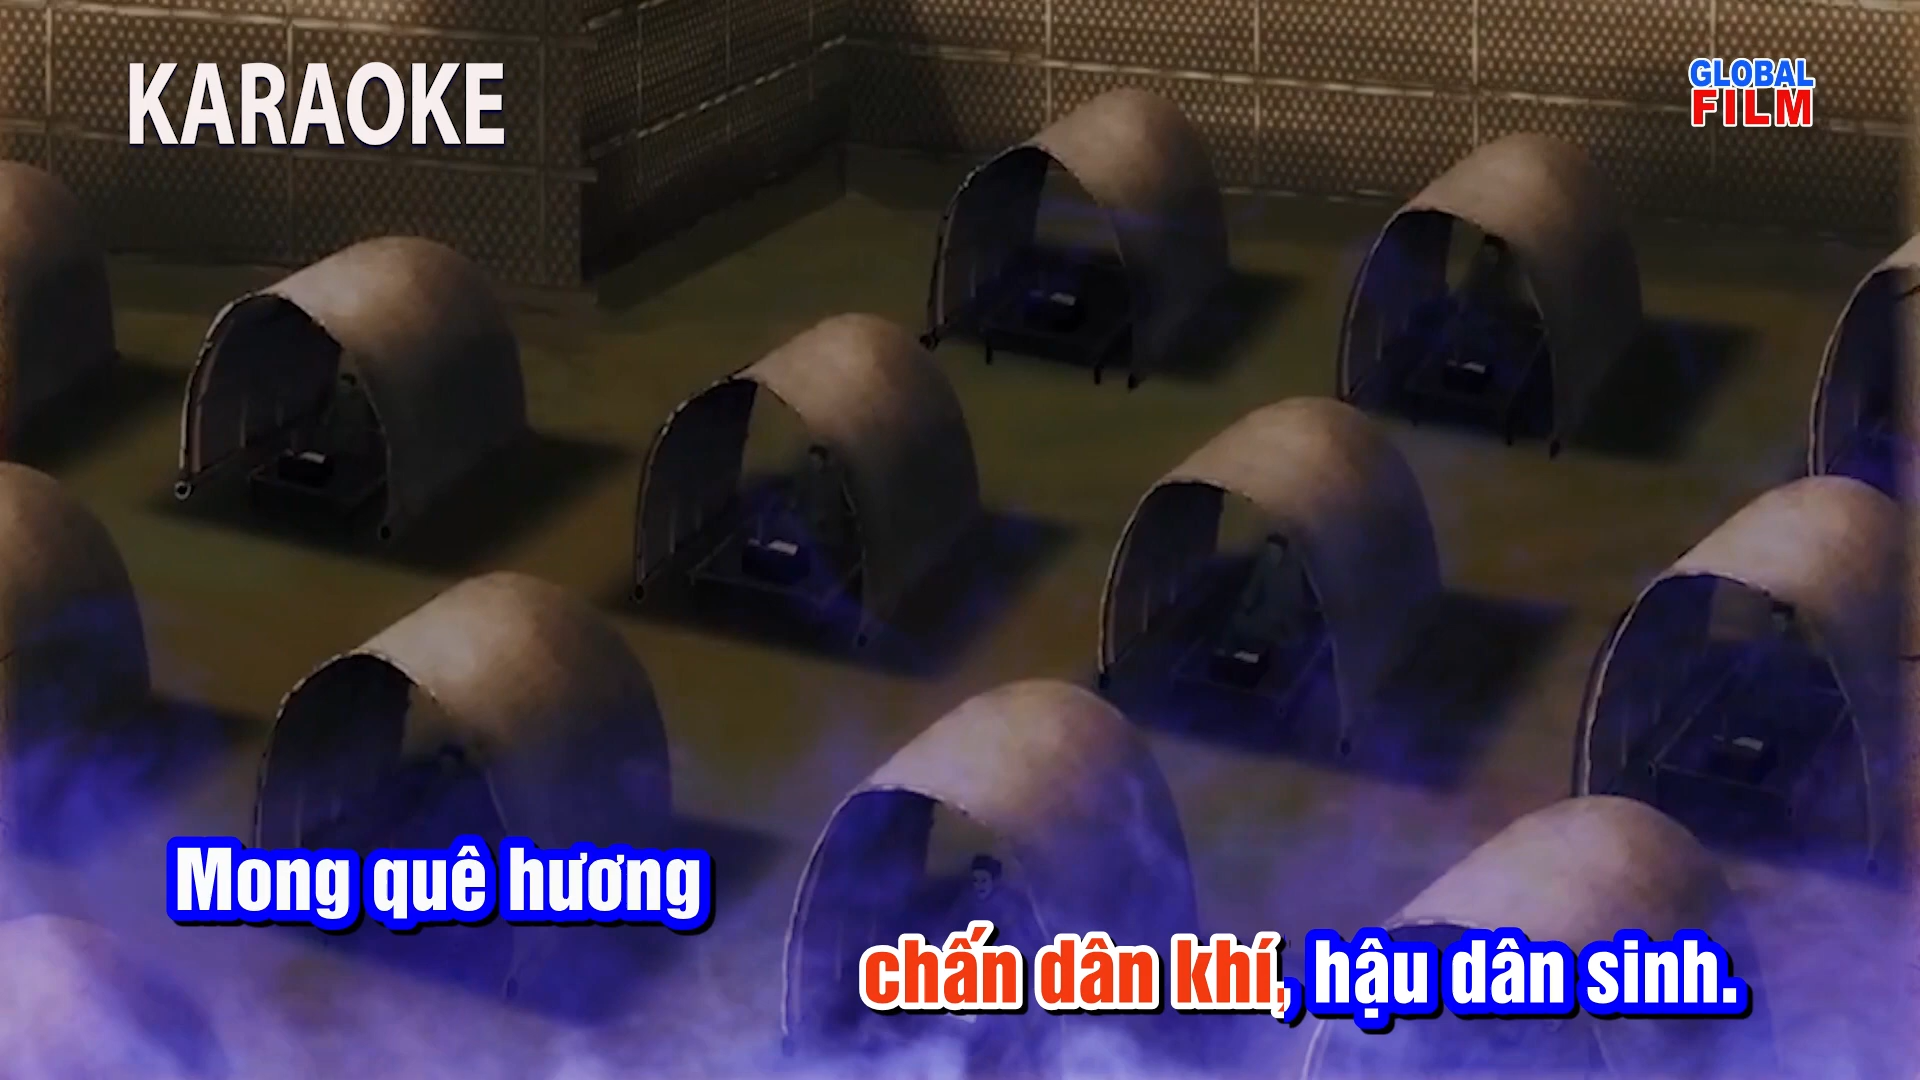 KARAOKE
GLOBAL
FILM
Mong quê hương
chấn dân khí, hậu dân sinh.